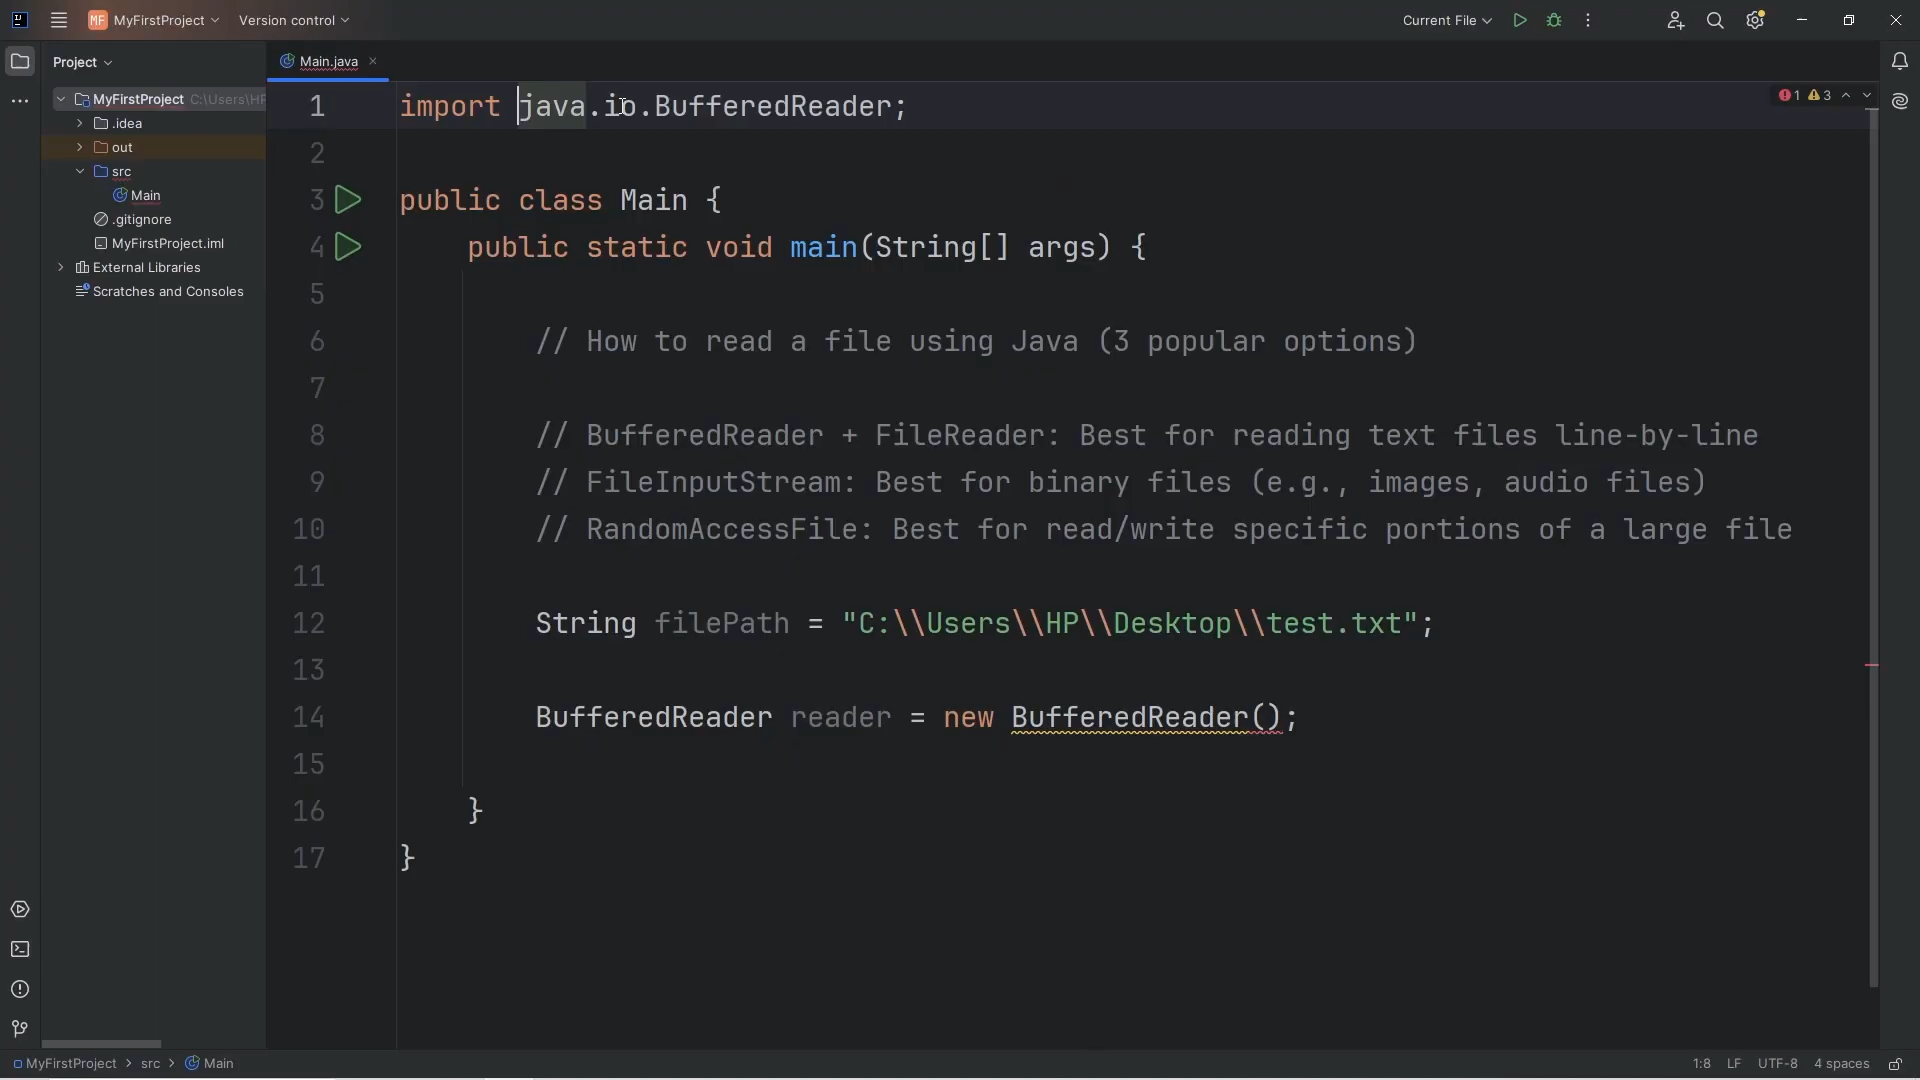 MF MyFirstProject Version control Current File
Project Main.java
MyFirstProject C:\Users\HP
.idea
out
src
Main
.gitignore
MyFirstProject.iml
External Libraries
Scratches and Consoles
1 3
1 import java.io.BufferedReader;
2
3 public class Main {
4 public static void main(String[] args) {
5
6 // How to read a file using Java (3 popular options)
7
8 // BufferedReader + FileReader: Best for reading text files line-by-line
9 // FileInputStream: Best for binary files (e.g., images, audio files)
10 // RandomAccessFile: Best for read/write specific portions of a large file
11
12 String filePath = "C:\\Users\\HP\\Desktop\\test.txt";
13
14 BufferedReader reader = new BufferedReader();
15
16 }
17 }
MyFirstProject > src > Main 1:8 LF UTF-8 4 spaces